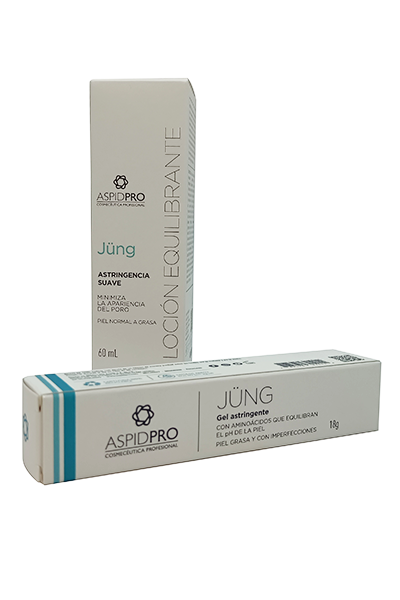 ASPIDPRO
COSMECÉUTICA PROFESIONAL
Jüng
ASTRINGENCIA
SUAVE
MINIMIZA
LA APARIENCIA
DEL PORO
PIEL NORMAL A GRASA
60 mL
LOCIÓN EQUILIBRANTE
ASPIDPRO
COSMECÉUTICA PROFESIONAL
JÜNG
Gel astringente
CON AMINOÁCIDOS QUE EQUILIBRAN
EL pH DE LA PIEL
PIEL GRASA Y CON IMPERFECCIONES
18g